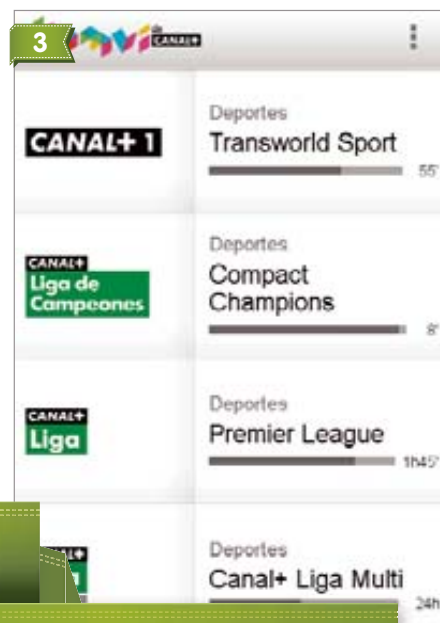 3
de
CANAL+
CANAL+ 1
Deportes
Transworld Sport
55'
CANAL+
Liga de
Campeones
Deportes
Compact
Champions
8'
CANAL+
Liga
Deportes
Premier League
1h45'
Deportes
Canal+ Liga Multi
24h